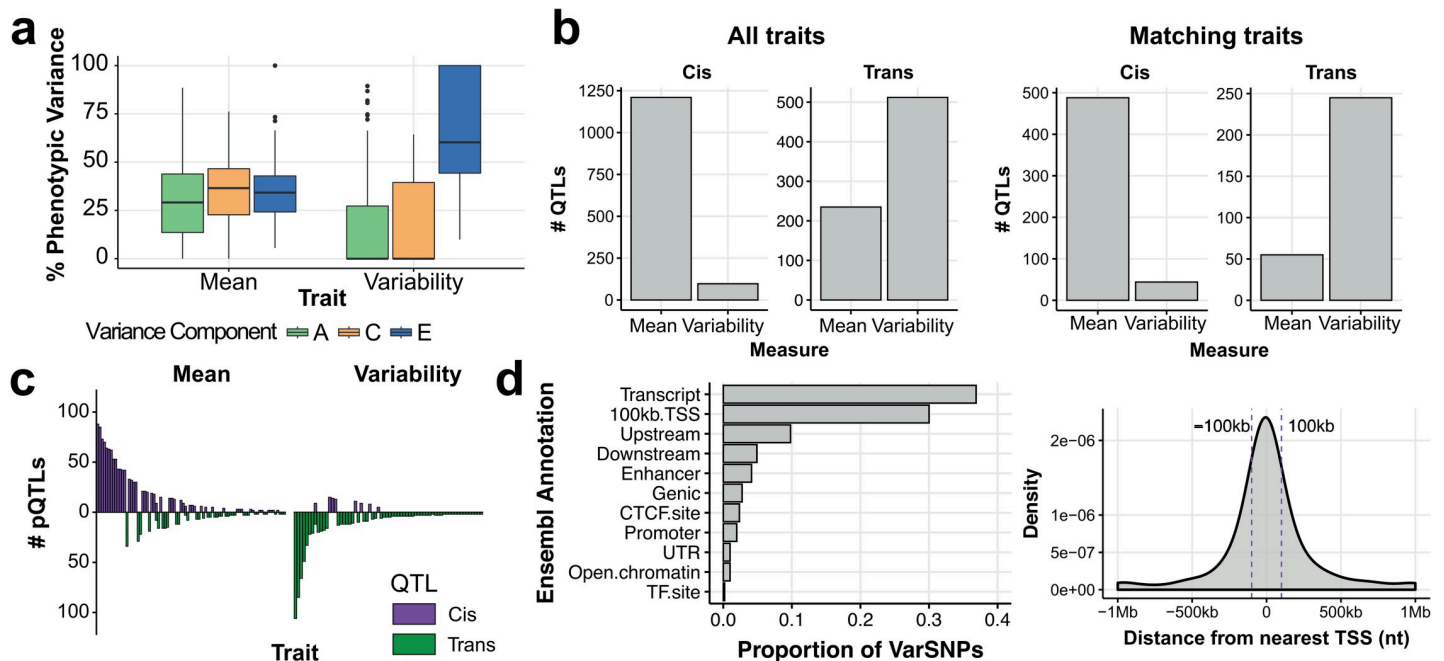 a
% Phenotypic Variance
100
75
50
25
0
Mean
Variability
Trait
Variance Component A C E
b
All traits
Matching traits
Cis
Trans
Cis
Trans
# QTLs
1250
1000
750
500
250
0
500
400
300
200
100
0
# QTLs
500
400
300
200
100
0
250
200
150
100
50
0
Mean Variability
Mean Variability
Mean Variability
Mean Variability
Measure
Measure
c
Mean
Variability
# pQTLs
100
50
0
50
100
QTL
Cis
Trans
Trait
d
Ensembl Annotation
Transcript
100kb.TSS
Upstream
Downstream
Enhancer
Genic
CTCF.site
Promoter
UTR
Open.chromatin
TF.site
0.0
0.1
0.2
0.3
0.4
Proportion of VarSNPs
Density
2e−06
1e−06
5e−07
0e+00
−100kb
100kb
−1Mb
−500kb
0
500kb
1Mb
Distance from nearest TSS (nt)